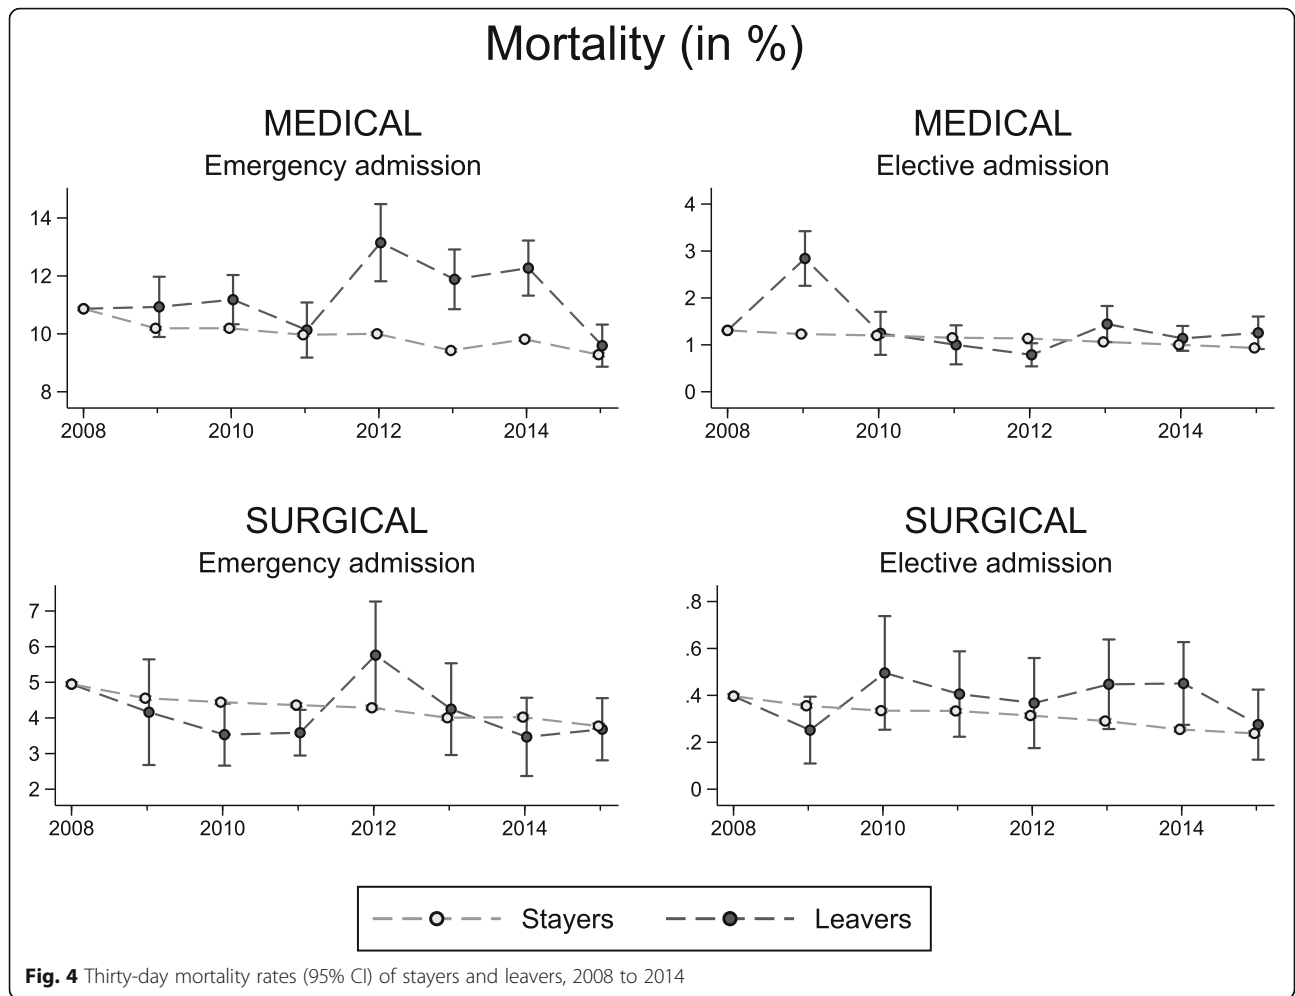 Mortality (in %)
MEDICAL
Emergency admission
14
12
10
8
2008 2010 2012 2014
MEDICAL
Elective admission
4
3
2
1
0
2008 2010 2012 2014
SURGICAL
Emergency admission
7
6
5
4
3
2
2008 2010 2012 2014
SURGICAL
Elective admission
.8
.6
.4
.2
0
2008 2010 2012 2014
Stayers Leavers
Fig. 4 Thirty-day mortality rates (95% CI) of stayers and leavers, 2008 to 2014